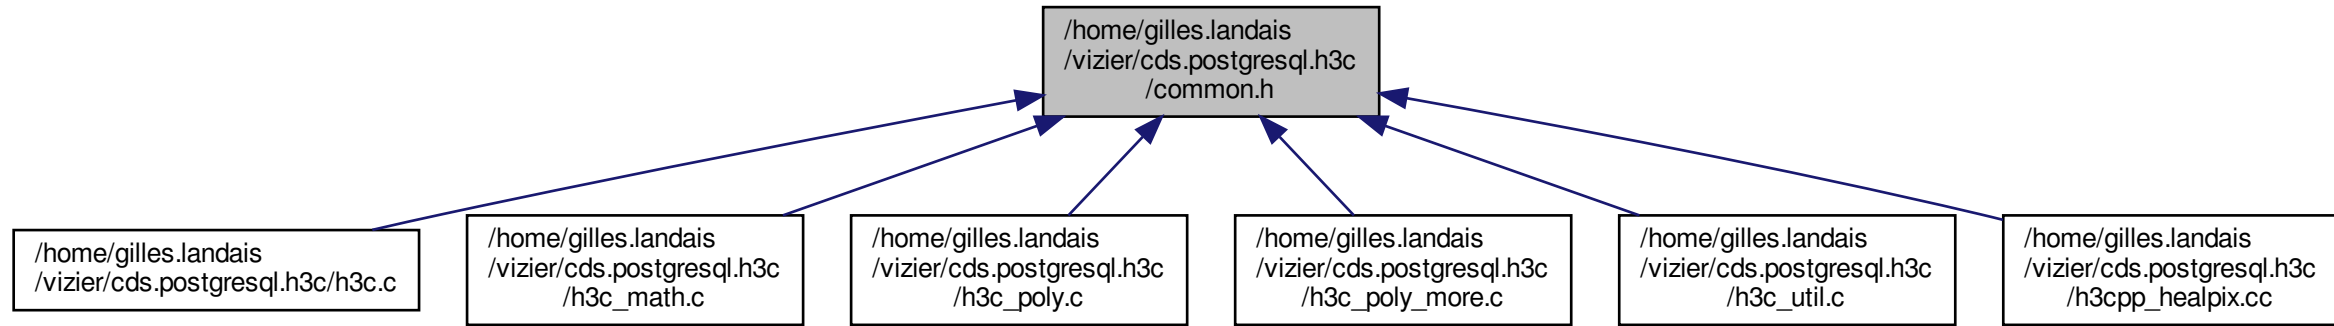 /home/gilles.landais
/vizier/cds.postgresql.h3c
/common.h
/home/gilles.landais
/vizier/cds.postgresql.h3c/h3c.c
/home/gilles.landais
/vizier/cds.postgresql.h3c
/h3c_math.c
/home/gilles.landais
/vizier/cds.postgresql.h3c
/h3c_poly.c
/home/gilles.landais
/vizier/cds.postgresql.h3c
/h3c_poly_more.c
/home/gilles.landais
/vizier/cds.postgresql.h3c
/h3c_util.c
/home/gilles.landais
/vizier/cds.postgresql.h3c
/h3cpp_healpix.cc